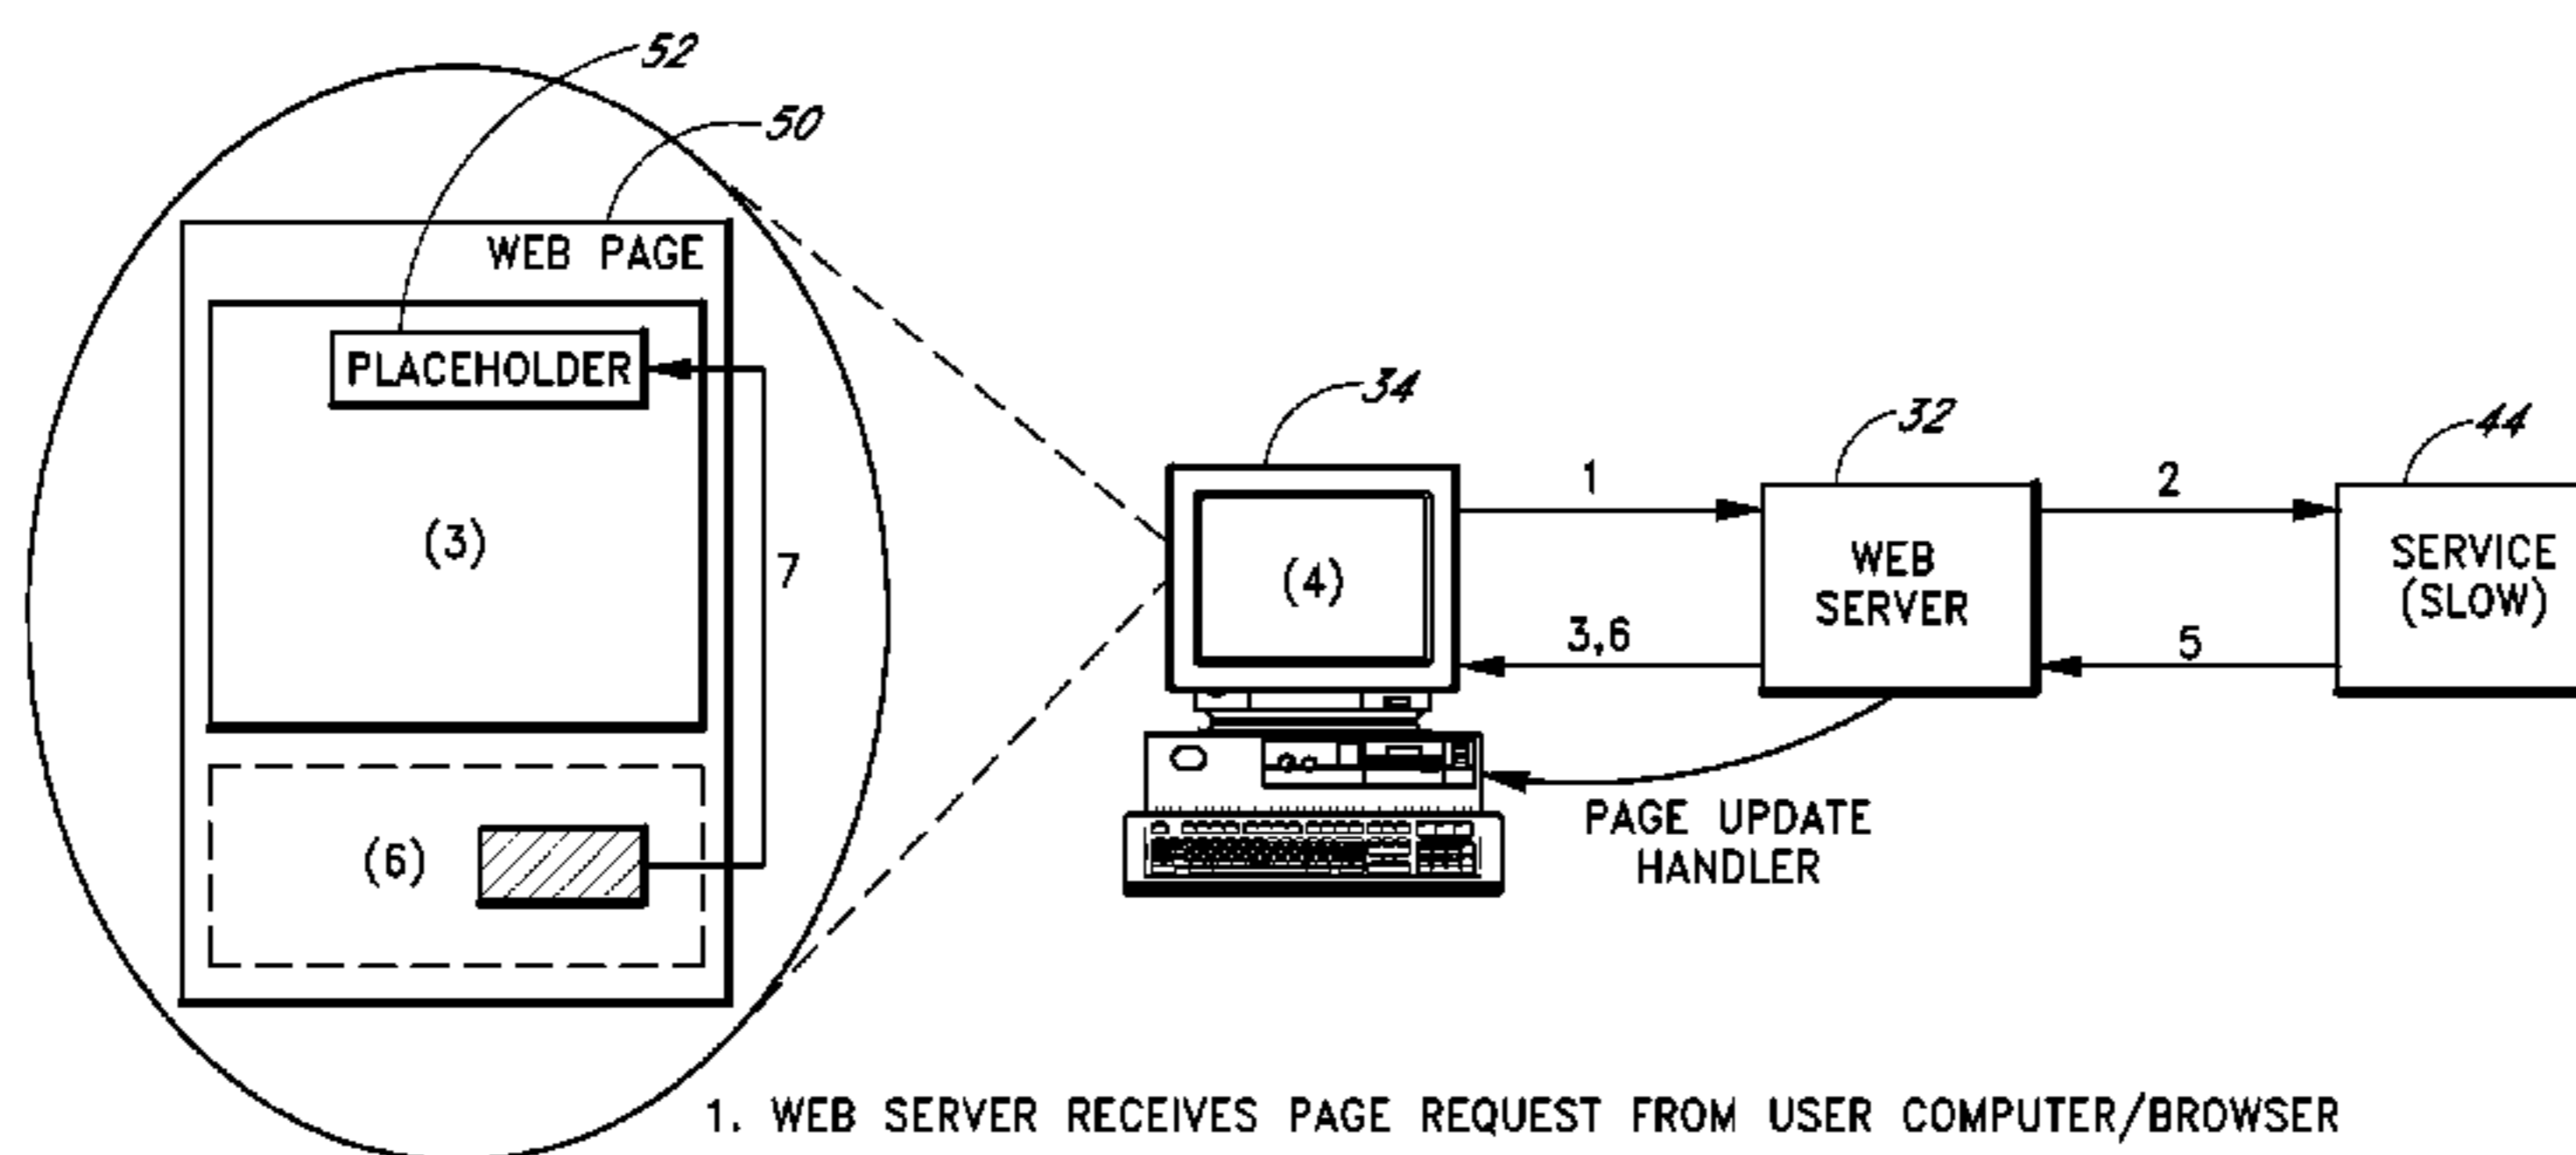 52
50
WEB PAGE
PLACEHOLDER
(3)
7
(6)
34
(4)
1
3,6
32
WEB
SERVER
2
5
44
SERVICE
(SLOW)
PAGE UPDATE
HANDLER
1. WEB SERVER RECEIVES PAGE REQUEST FROM USER COMPUTER/BROWSER